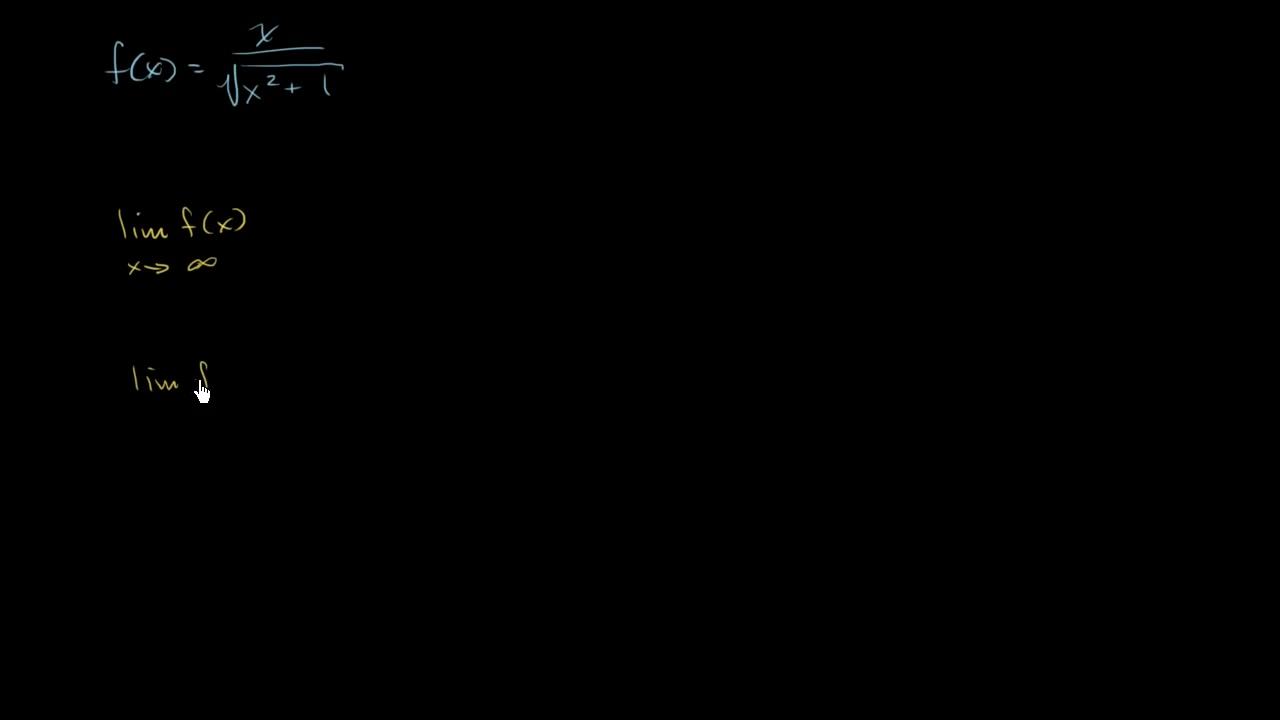 f(x) = x / √(x² + 1)
lim f(x)
x→ ∞
lim f